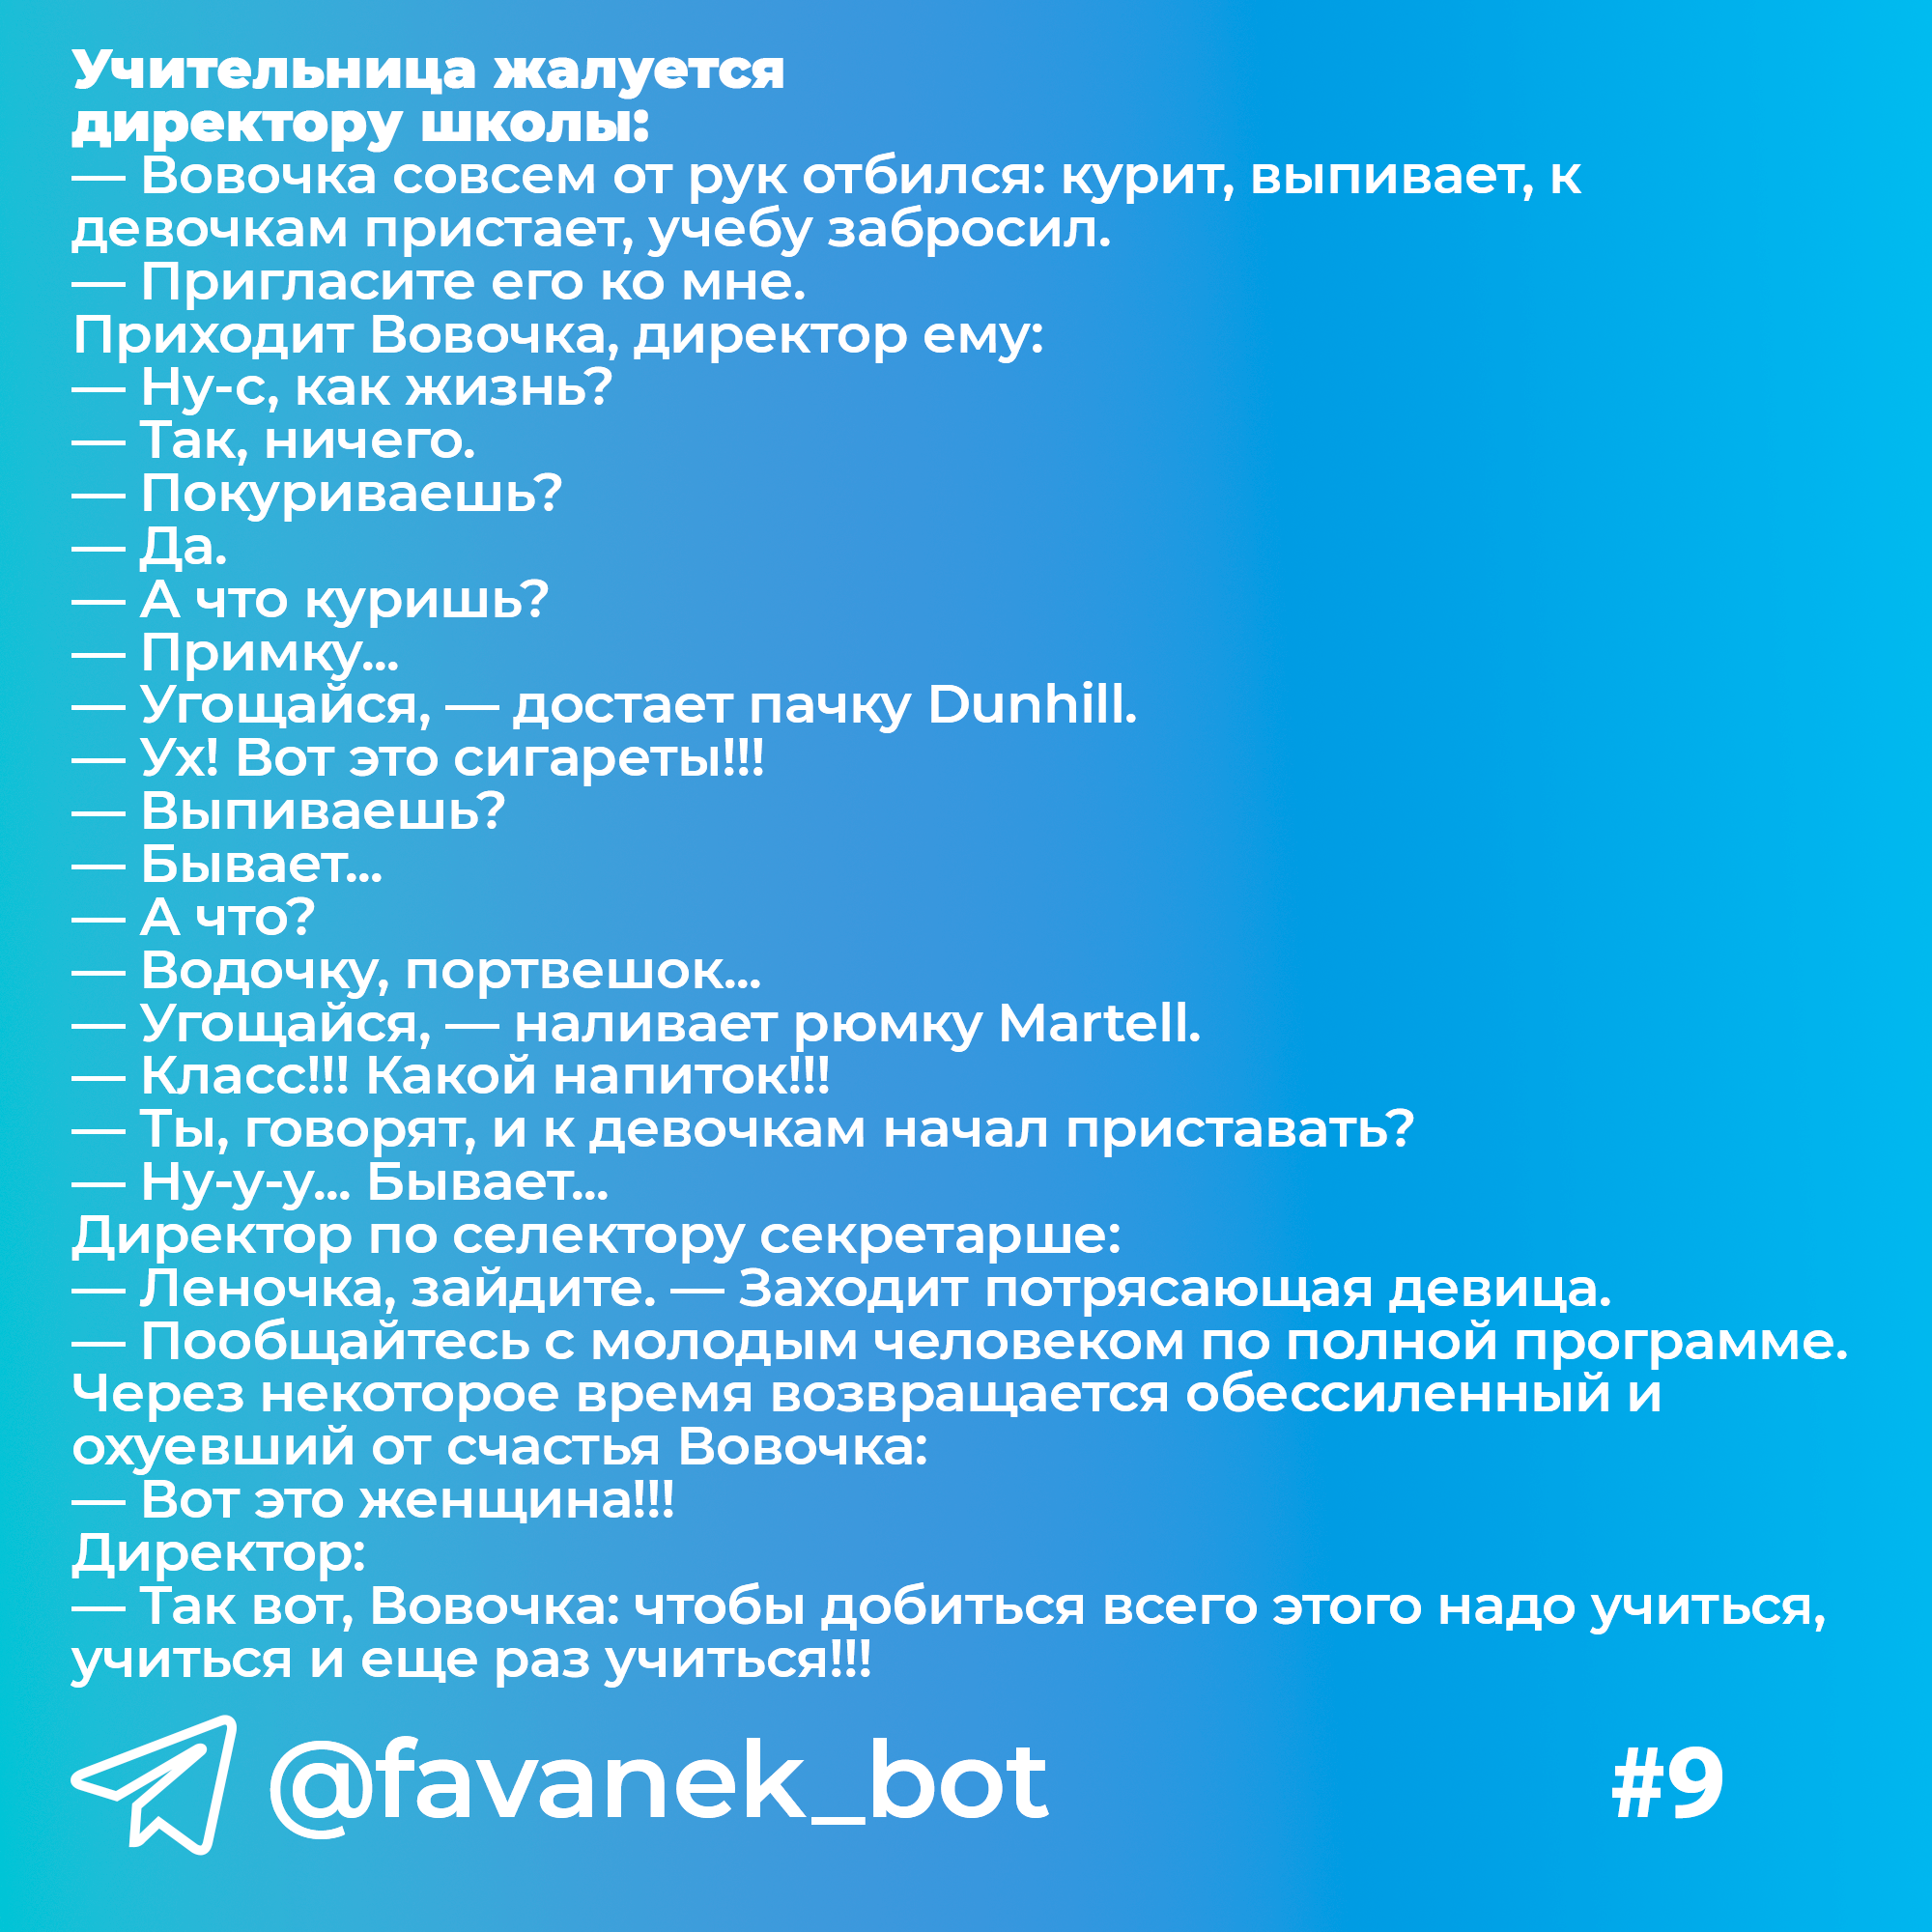 Учительница жалуется
директору школы:
— Вовочка совсем от рук отбился: курит, выпивает, к
девочкам пристает, учебу забросил.
— Пригласите его ко мне.
Приходит Вовочка, директор ему:
— Ну-с, как жизнь?
— Так, ничего.
— Покуриваешь?
— Да.
— А что куришь?
— Примку...
— Угощайся, — достает пачку Dunhill.
— Ух! Вот это сигареты!!!
— Выпиваешь?
— Бывает...
— А что?
— Водочку, портвешок...
— Угощайся, — наливает рюмку Martell.
— Класс!!! Какой напиток!!!
— Ты, говорят, и к девочкам начал приставать?
— Ну-у-у... Бывает...
Директор по селектору секретарше:
— Леночка, зайдите. — Заходит потрясающая девица.
— Пообщайтесь с молодым человеком по полной программе.
Через некоторое время возвращается обессиленный и
охуевший от счастья Вовочка:
— Вот это женщина!!!
Директор:
— Так вот, Вовочка: чтобы добиться всего этого надо учиться,
учиться и еще раз учиться!!!
@favanek_bot
#9